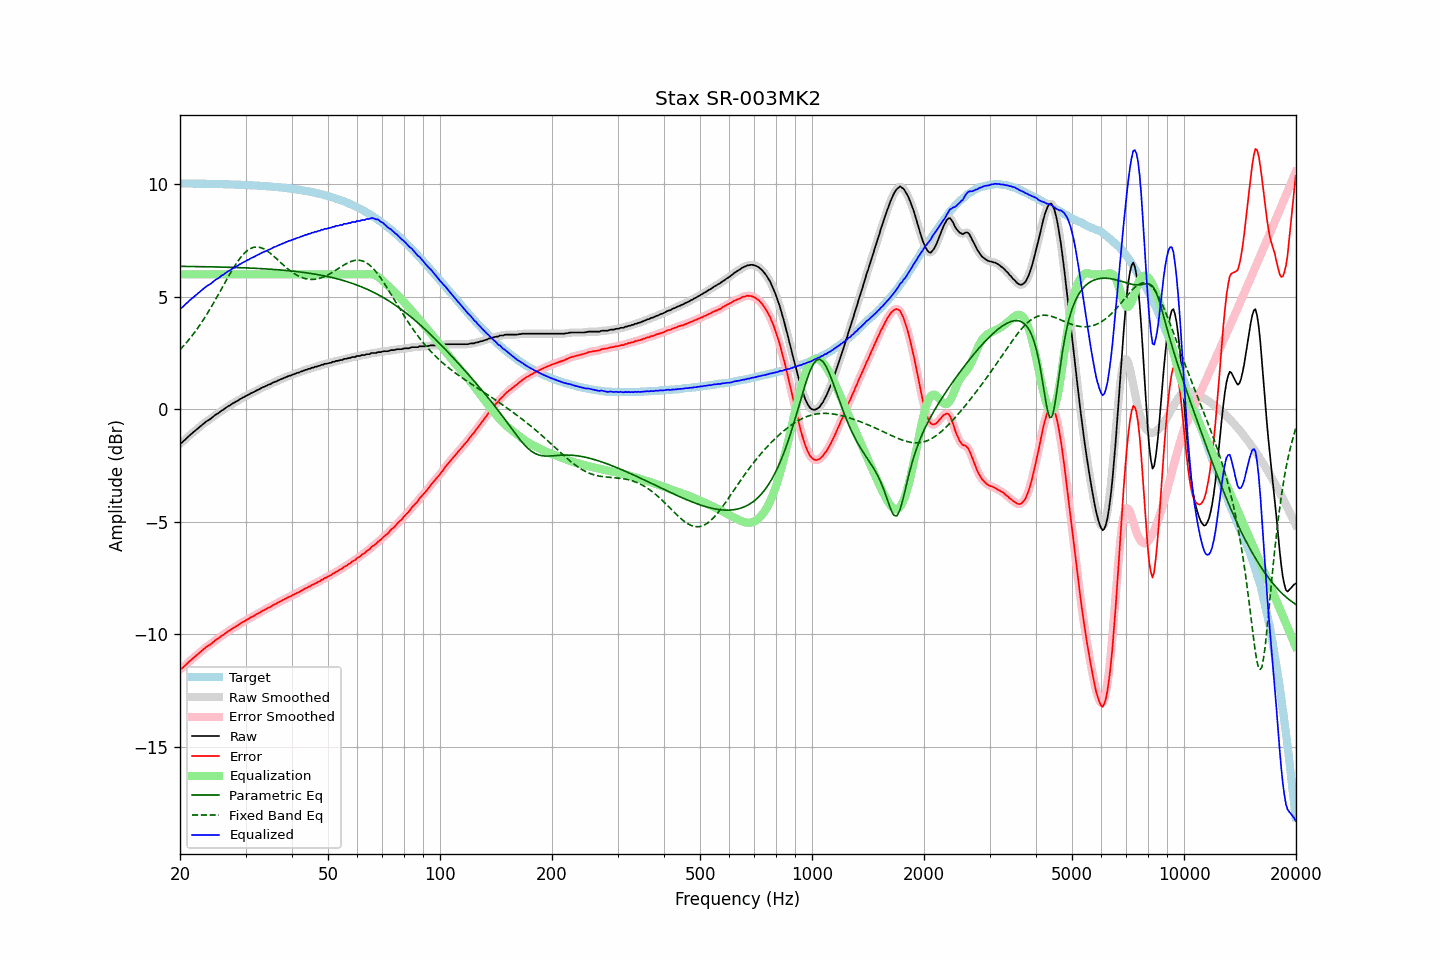 Stax SR-003MK2
Amplitude (dBr)
10
5
0
−5
−10
−15
Target
Raw Smoothed
Error Smoothed
Raw
Error
Equalization
Parametric Eq
Fixed Band Eq
Equalized
20 50 100 200 500 1000 2000 5000 10000 20000
Frequency (Hz)